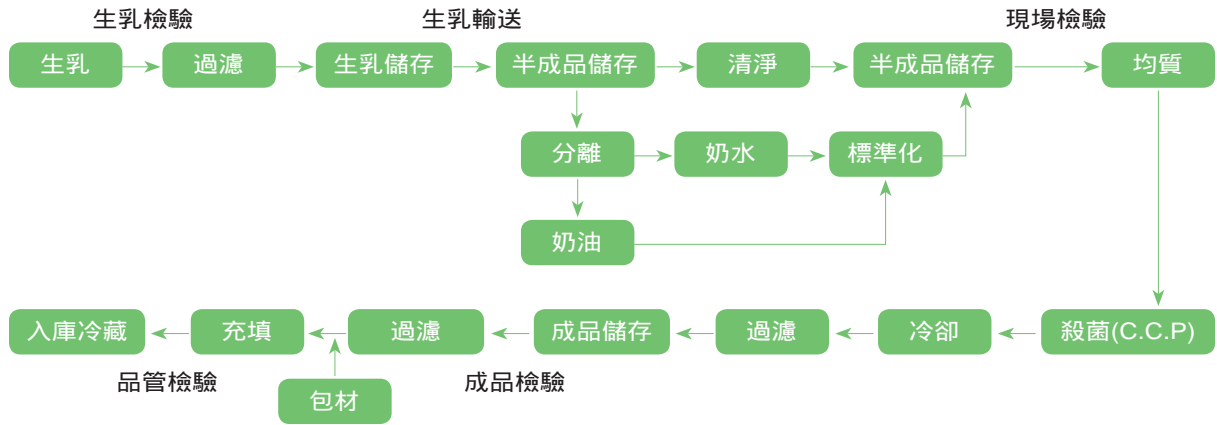 生乳檢驗
生乳輸送
現場檢驗
生乳
過濾
生乳儲存
半成品儲存
清淨
半成品儲存
均質
分離
奶水
標準化
奶油
入庫冷藏
充填
過濾
成品儲存
過濾
冷卻
殺菌(C.C.P)
品管檢驗
成品檢驗
包材